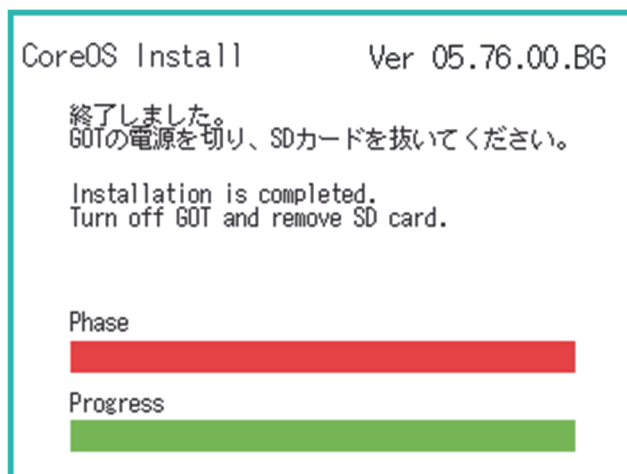 CoreOS Install Ver 05.76.00.BG
終了しました。
GOTの電源を切り、SDカードを抜いてください。
Installation is completed.
Turn off GOT and remove SD card.
Phase
Progress